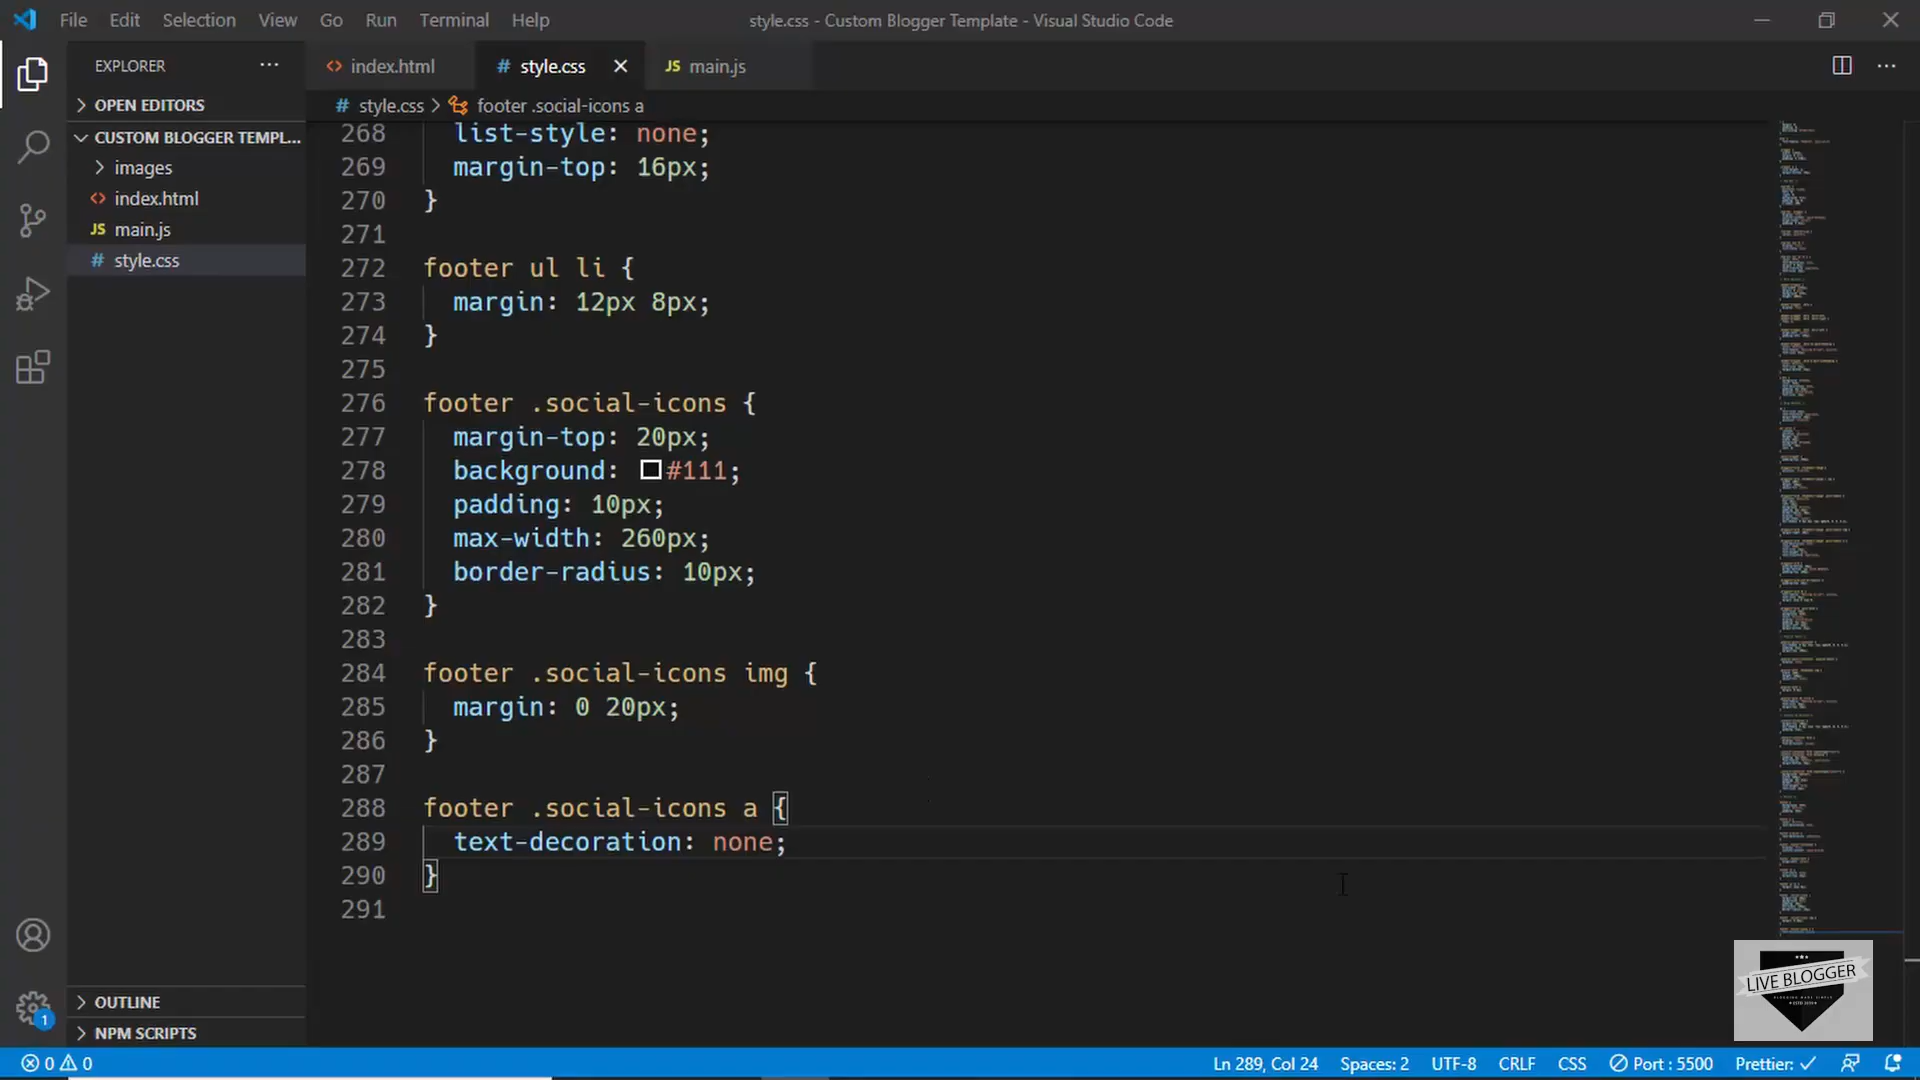 File Edit Selection View Go Run Terminal Help
style.css - Custom Blogger Template - Visual Studio Code
EXPLORER
index.html
style.css
main.js
OPEN EDITORS
style.css > footer .social-icons a
CUSTOM BLOGGER TEMPL...
images
index.html
main.js
style.css
268 list-style: none;
269 margin-top: 16px;
270 }
271
272 footer ul li {
273 margin: 12px 8px;
274 }
275
276 footer .social-icons {
277 margin-top: 20px;
278 background: #111;
279 padding: 10px;
280 max-width: 260px;
281 border-radius: 10px;
282 }
283
284 footer .social-icons img {
285 margin: 0 20px;
286 }
287
288 footer .social-icons a {
289 text-decoration: none;
290 }
291
LIVE BLOGGER
OUTLINE
1
NPM SCRIPTS
0 0
Ln 289, Col 24 Spaces: 2 UTF-8 CRLF CSS Port : 5500 Prettier: ✓